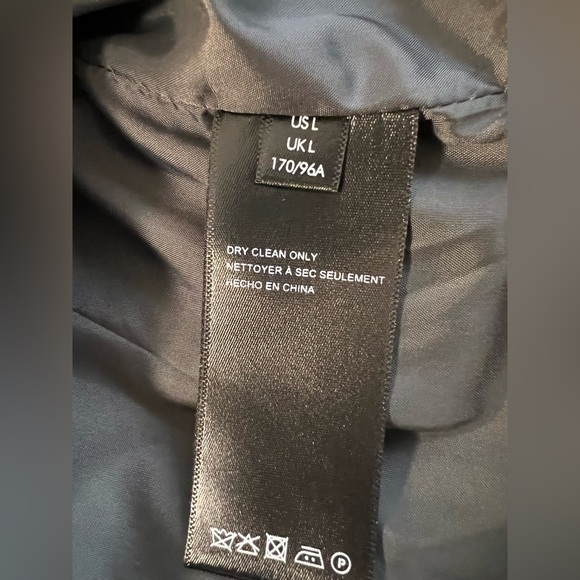 US L
UK L
170/96A
DRY CLEAN ONLY
NETTOYER À SEC SEULEMENT
HECHO EN CHINA
P